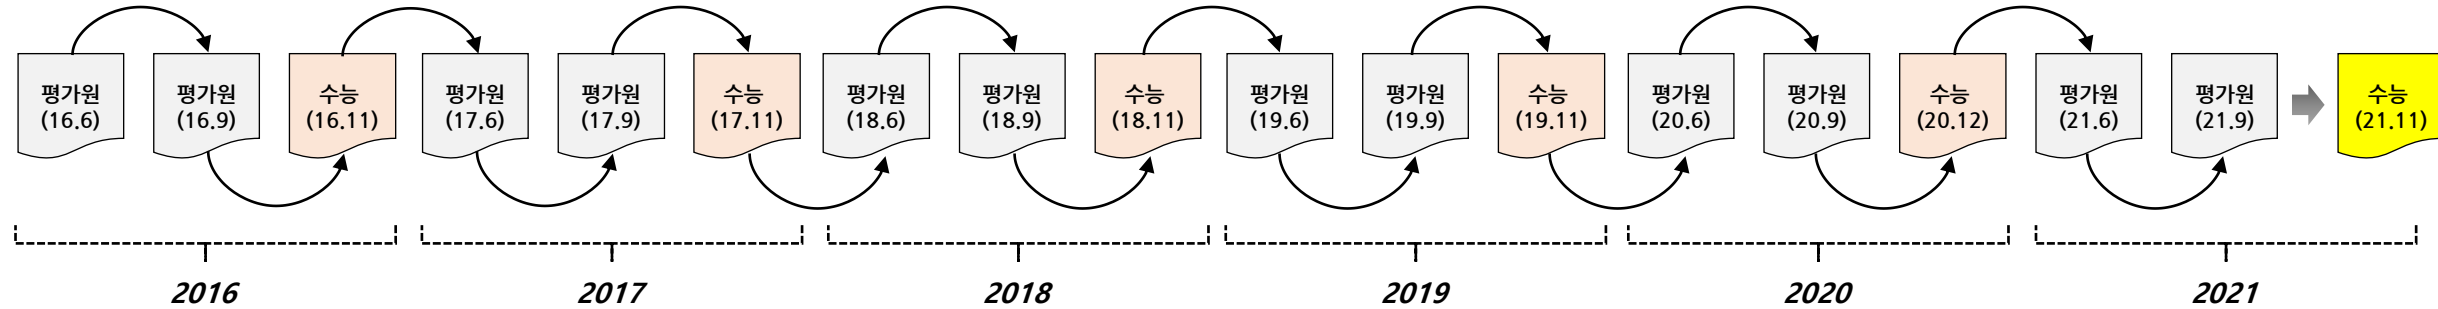 평가원
(16.6)
평가원
(16.9)
수능
(16.11)
평가원
(17.6)
평가원
(17.9)
수능
(17.11)
평가원
(18.6)
평가원
(18.9)
수능
(18.11)
평가원
(19.6)
평가원
(19.9)
수능
(19.11)
평가원
(20.6)
평가원
(20.9)
수능
(20.12)
평가원
(21.6)
평가원
(21.9)
수능
(21.11)
2016
2017
2018
2019
2020
2021